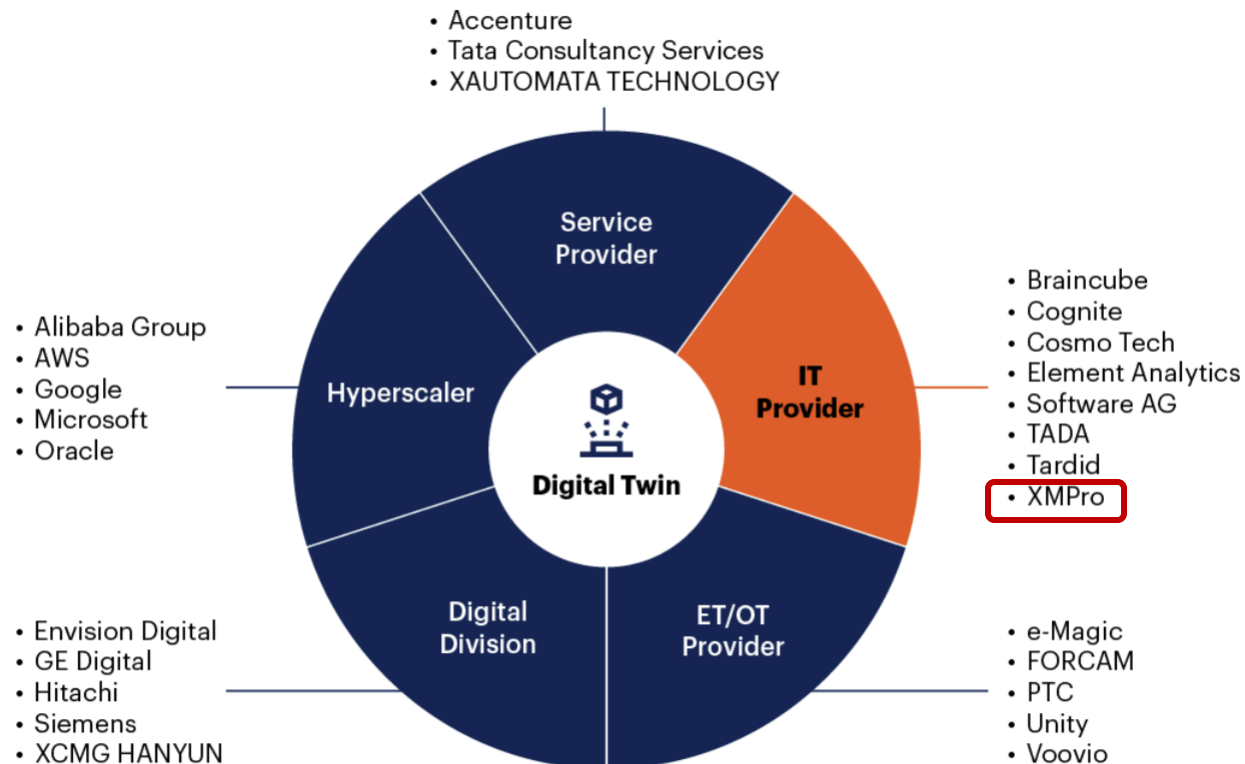 • Accenture
• Tata Consultancy Services
• XAUTOMATA TECHNOLOGY
Service
Provider
IT
Provider
• Braincube
• Cognite
• Cosmo Tech
• Element Analytics
• Software AG
• TADA
• Tardid
• XMPro
Hyperscaler
• Alibaba Group
• AWS
• Google
• Microsoft
• Oracle
Digital Twin
Digital
Division
• Envision Digital
• GE Digital
• Hitachi
• Siemens
• XCMG HANYUN
ET/OT
Provider
• e-Magic
• FORCAM
• PTC
• Unity
• Voovio